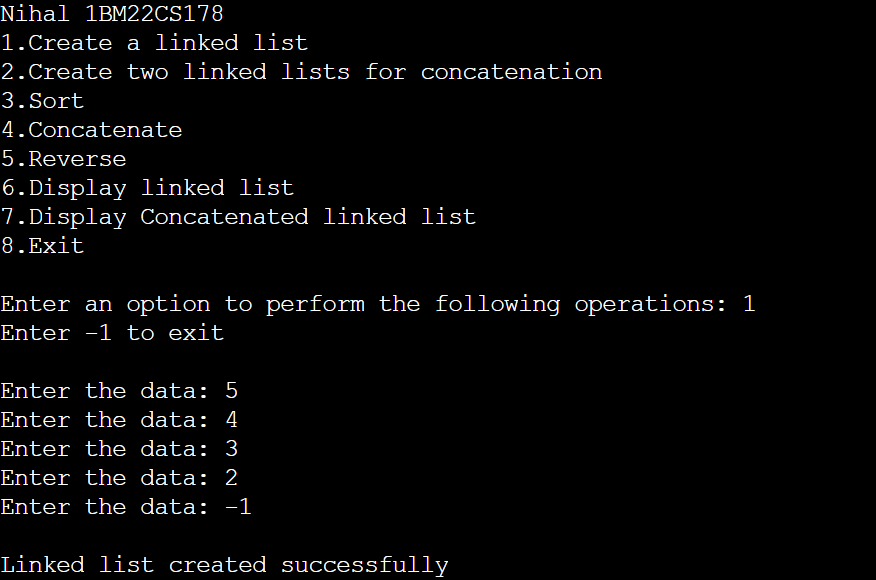 Nihal 1BM22CS178
1.Create a linked list
2.Create two linked lists for concatenation
3.Sort
4.Concatenate
5.Reverse
6.Display linked list
7.Display Concatenated linked list
8.Exit
Enter an option to perform the following operations: 1
Enter -1 to exit
Enter the data: 5
Enter the data: 4
Enter the data: 3
Enter the data: 2
Enter the data: -1
Linked list created successfully